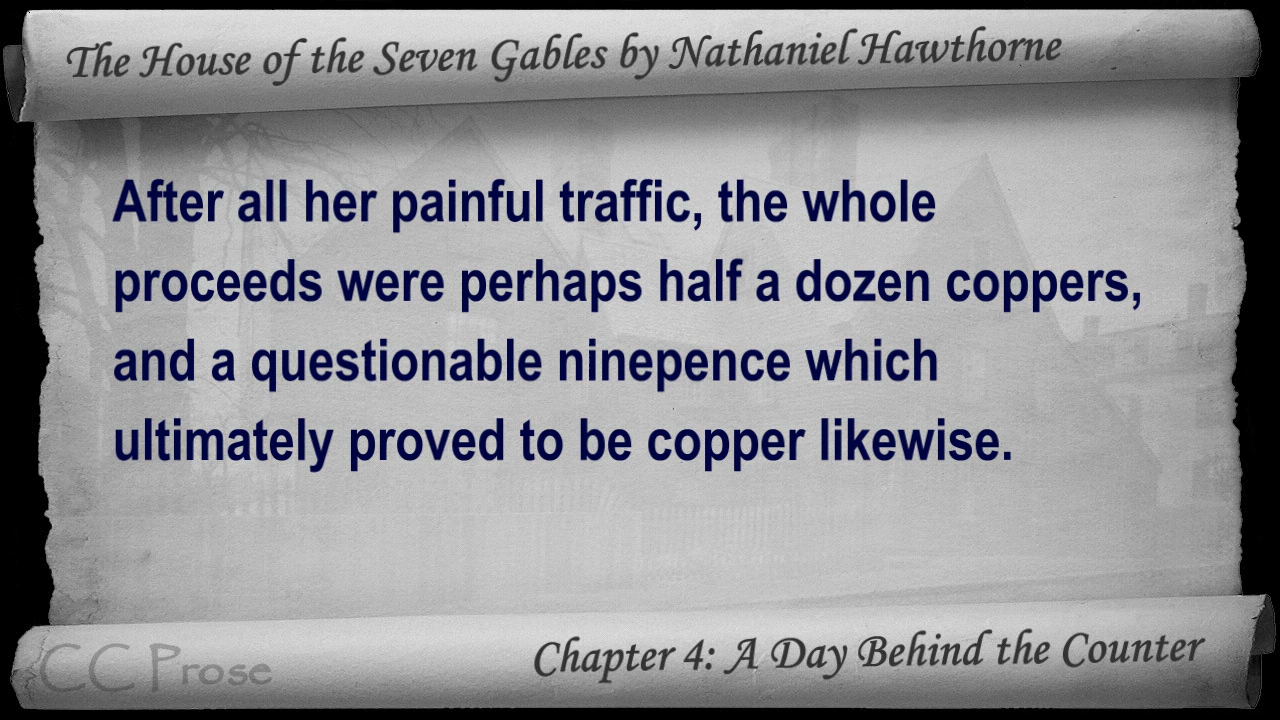 The House of the Seven Gables by Nathaniel Hawthorne
After all her painful traffic, the whole
proceeds were perhaps half a dozen coppers,
and a questionable ninepence which
ultimately proved to be copper likewise.
CC Prose
Chapter 4: A Day Behind the Counter